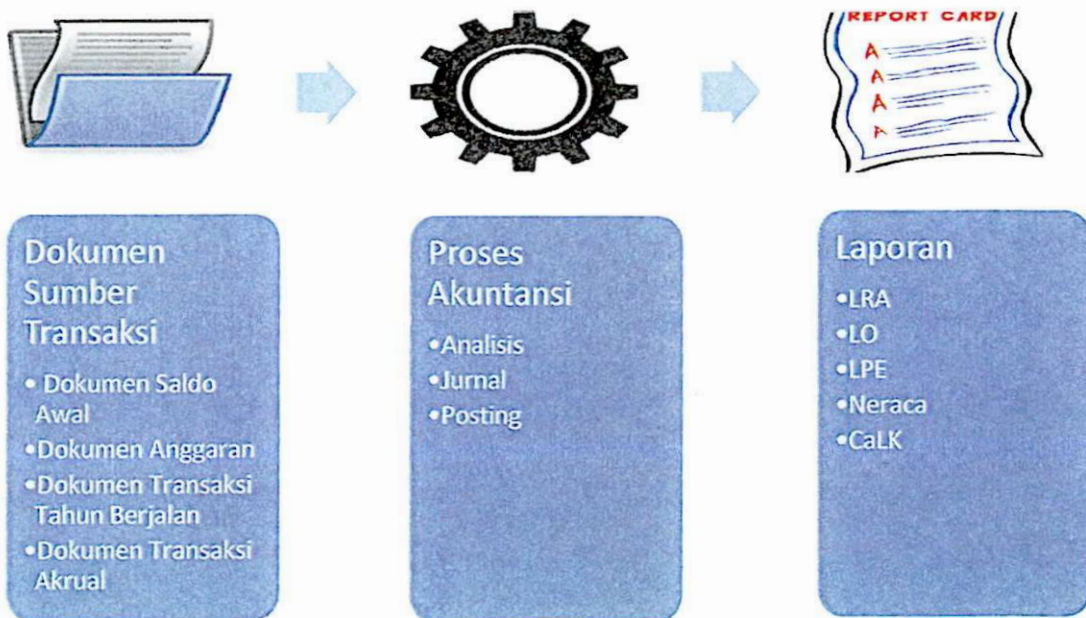 REPORT CARD
A
A
A
A
Dokumen
Sumber
Transaksi
• Dokumen Saldo
Awal
•Dokumen Anggaran
•Dokumen Transaksi
Tahun Berjalan
•Dokumen Transaksi
Akrual
Proses
Akuntansi
•Analisis
•Jurnal
•Posting
Laporan
•LRA
•LO
•LPE
•Neraca
•CaLK